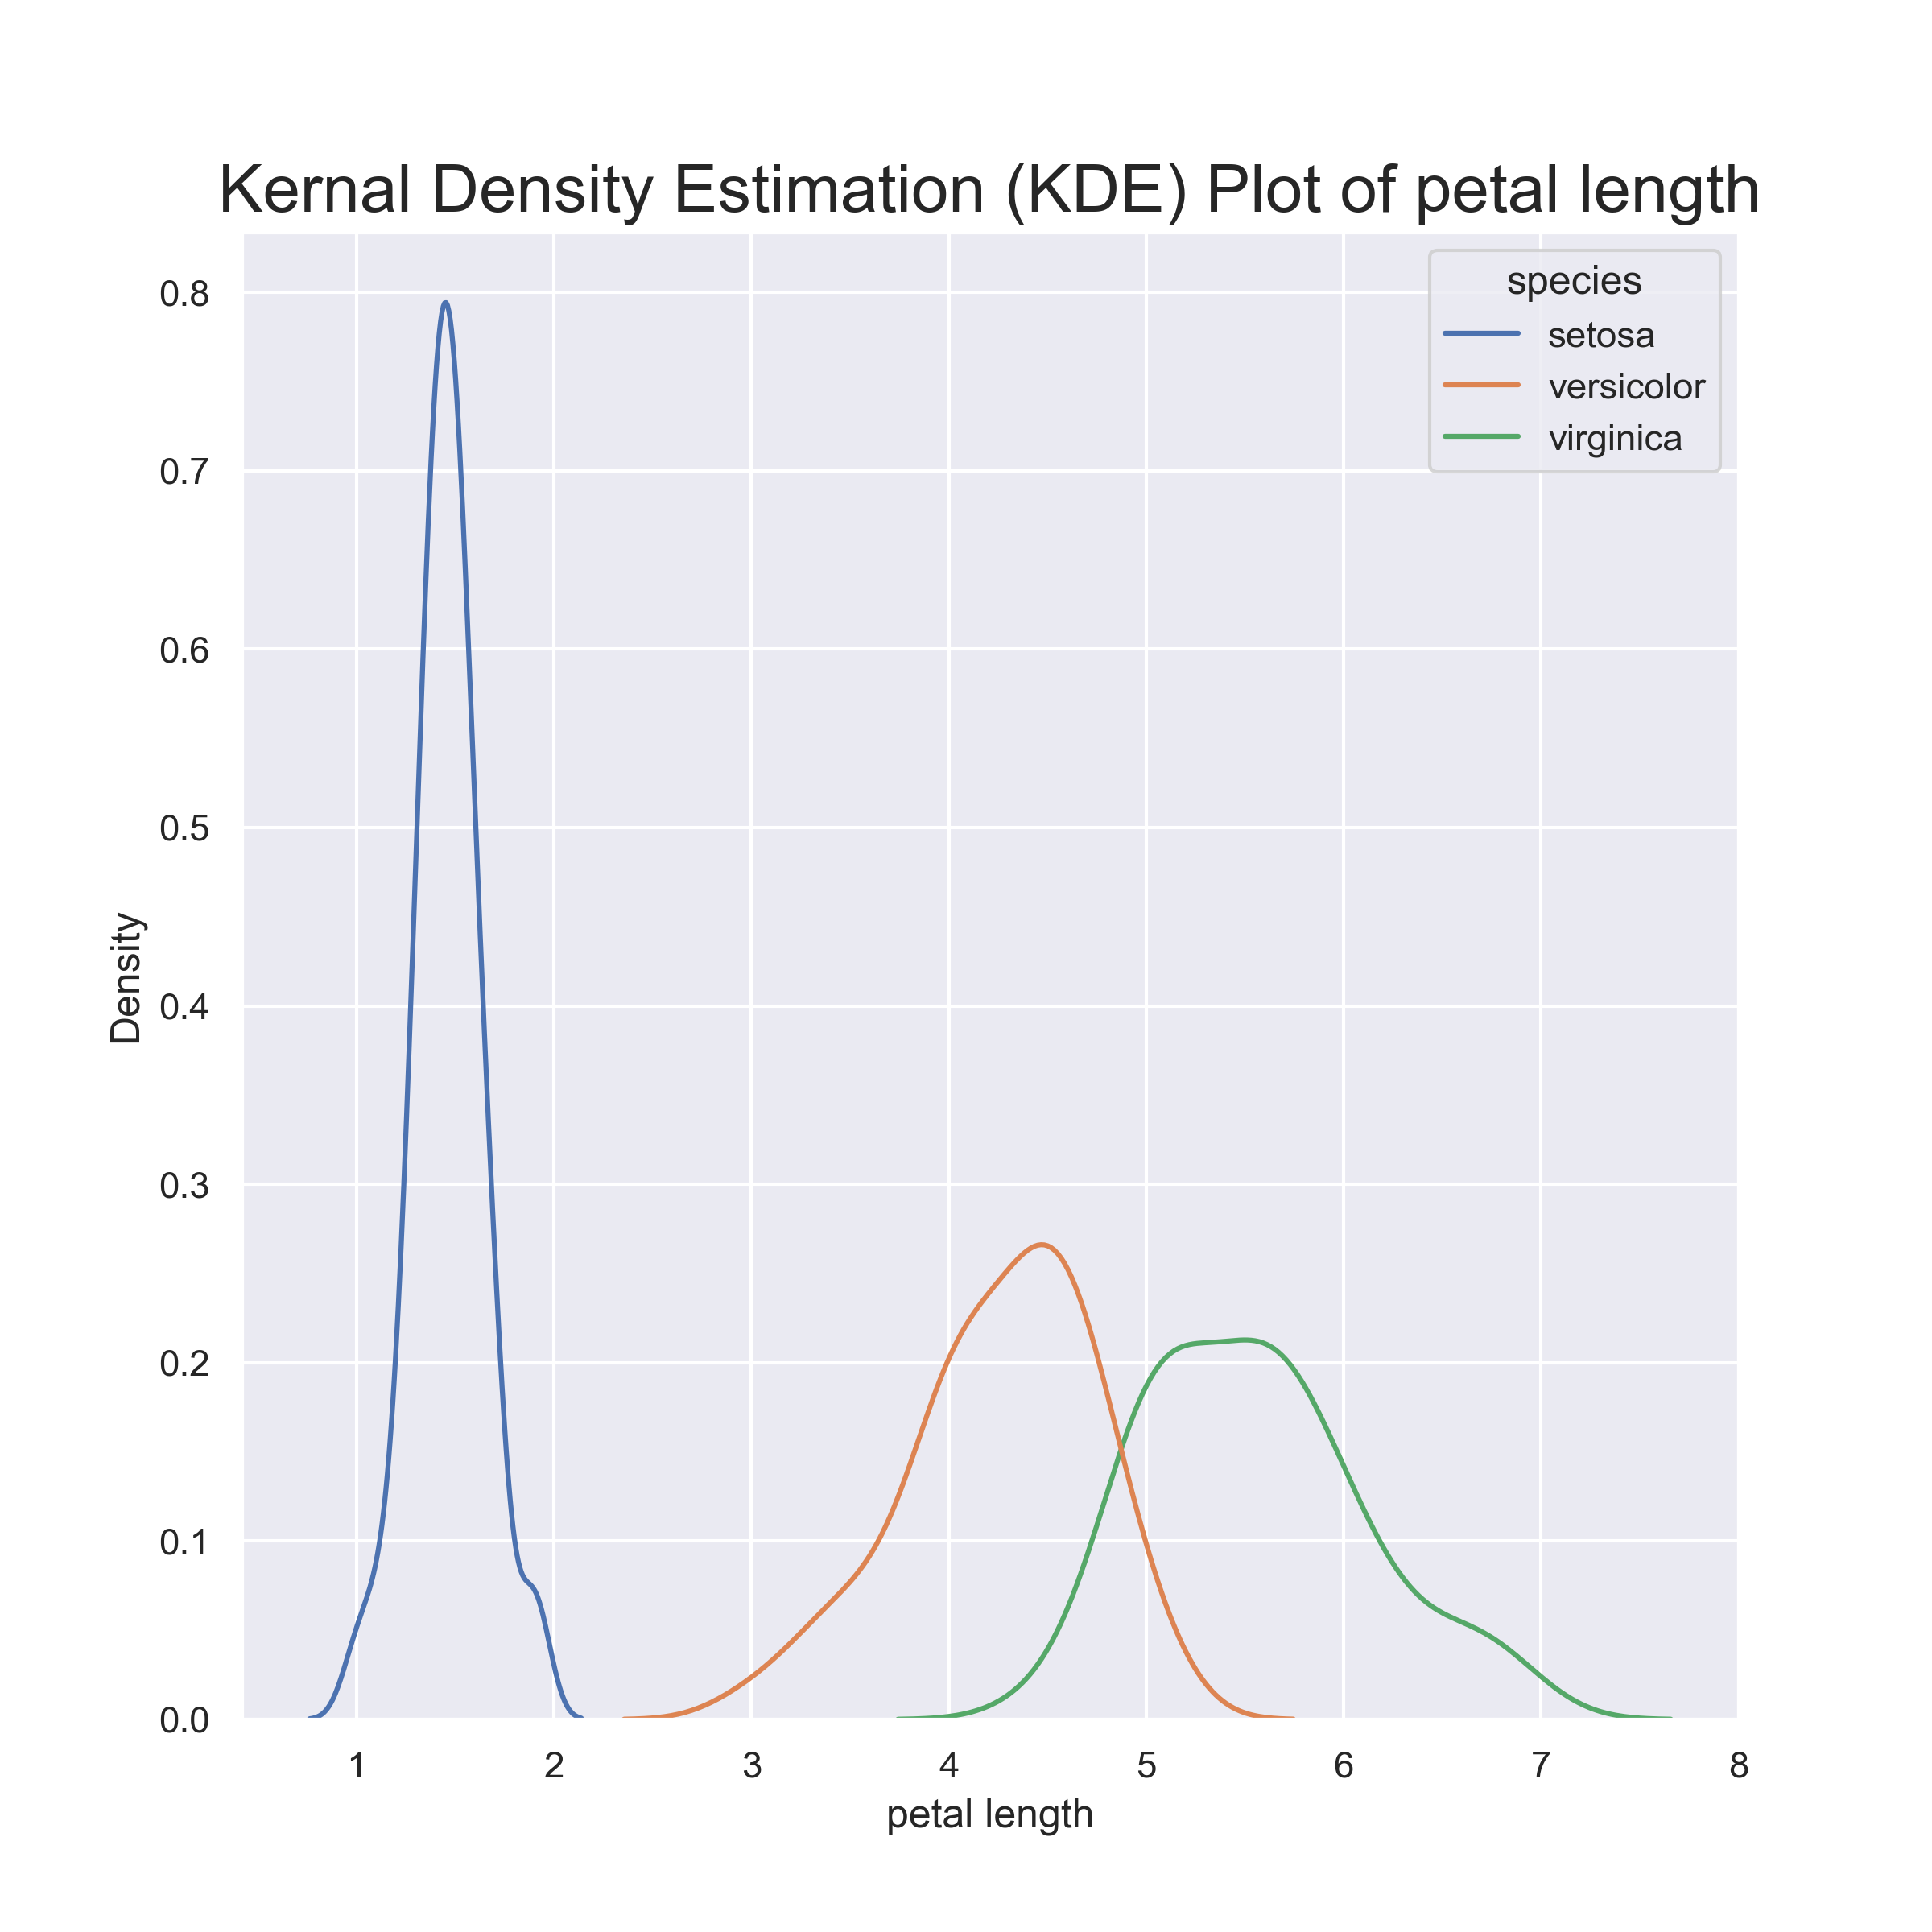 Kernal Density Estimation (KDE) Plot of petal length
species
setosa
versicolor
virginica
0.8
0.7
0.6
0.5
0.4
0.3
0.2
0.1
0.0
Density
1 2 3 4 5 6 7 8
petal length